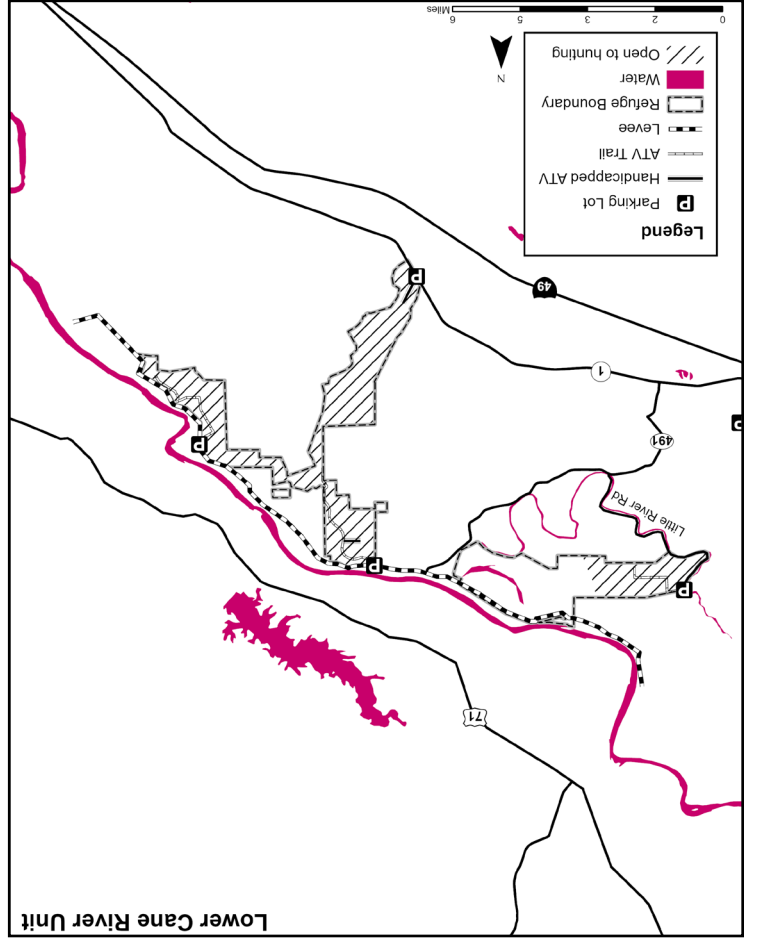 Lower Cane River Unit
71
P
Little River Rd
P
P
491
P
1
49
P
Legend
P Parking Lot
Handicapped ATV
ATV Trail
Levee
Refuge Boundary
Water
Open to hunting
N
0 2 3 5 6
Miles